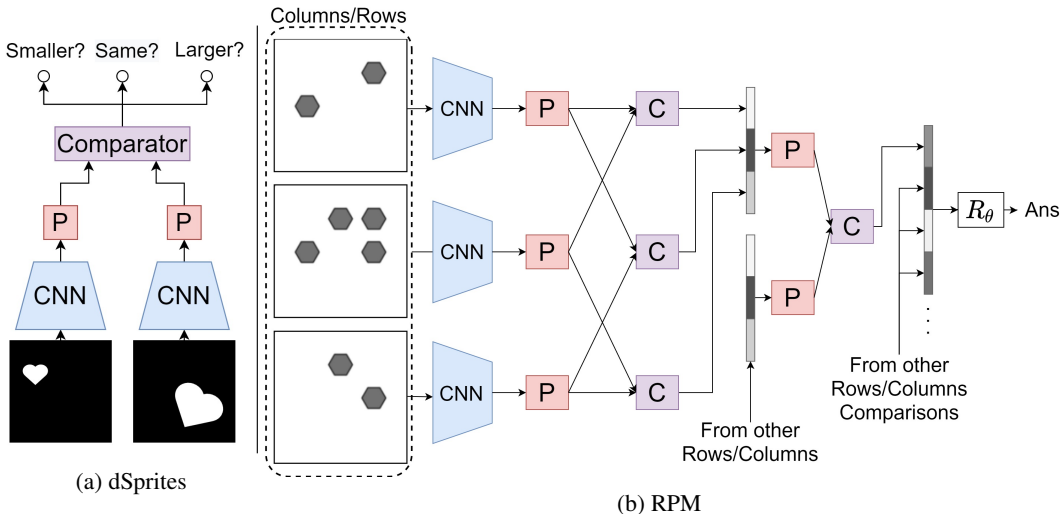 Smaller? Same? Larger?
Comparator
P P
CNN CNN
(a) dSprites
Columns/Rows
CNN P C
CNN P C
CNN P C
P
P
C
From other
Rows/Columns
R_θ Ans
From other
Rows/Columns
Comparisons
(b) RPM